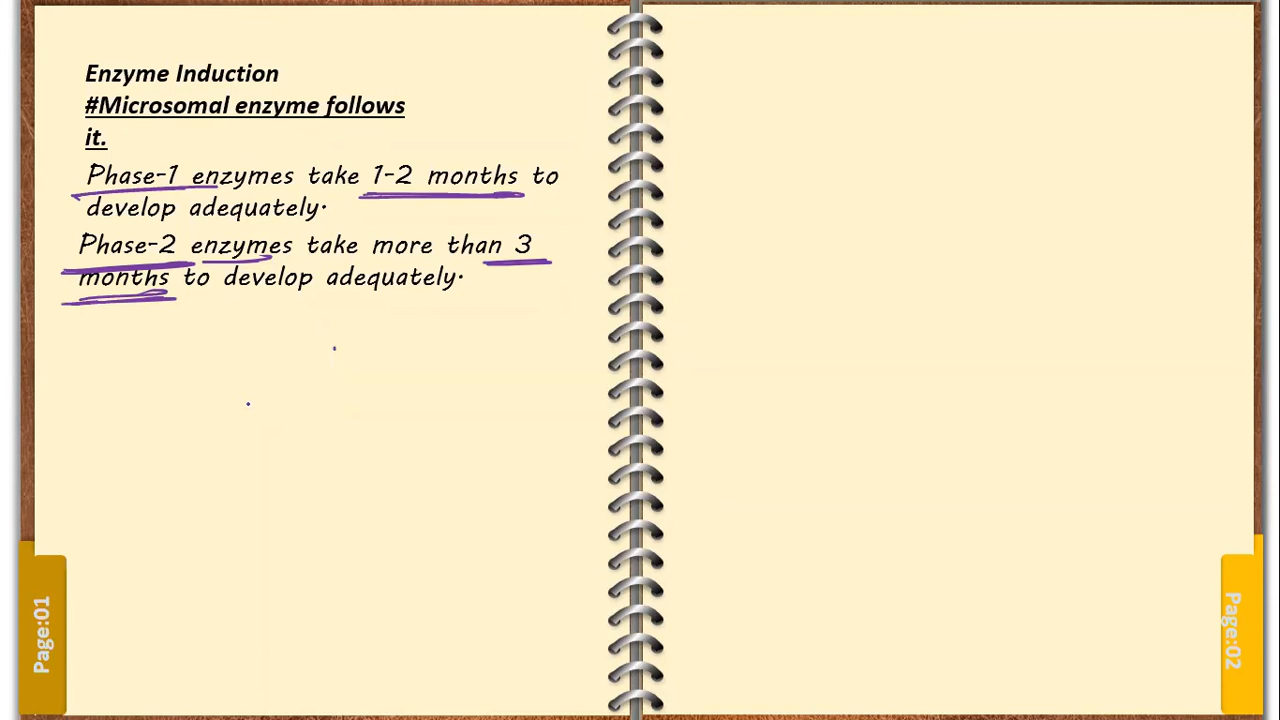 Enzyme Induction
#Microsomal enzyme follows
it.
Phase-1 enzymes take 1-2 months to
develop adequately.
Phase-2 enzymes take more than 3
months to develop adequately.
Page:01
Page:02